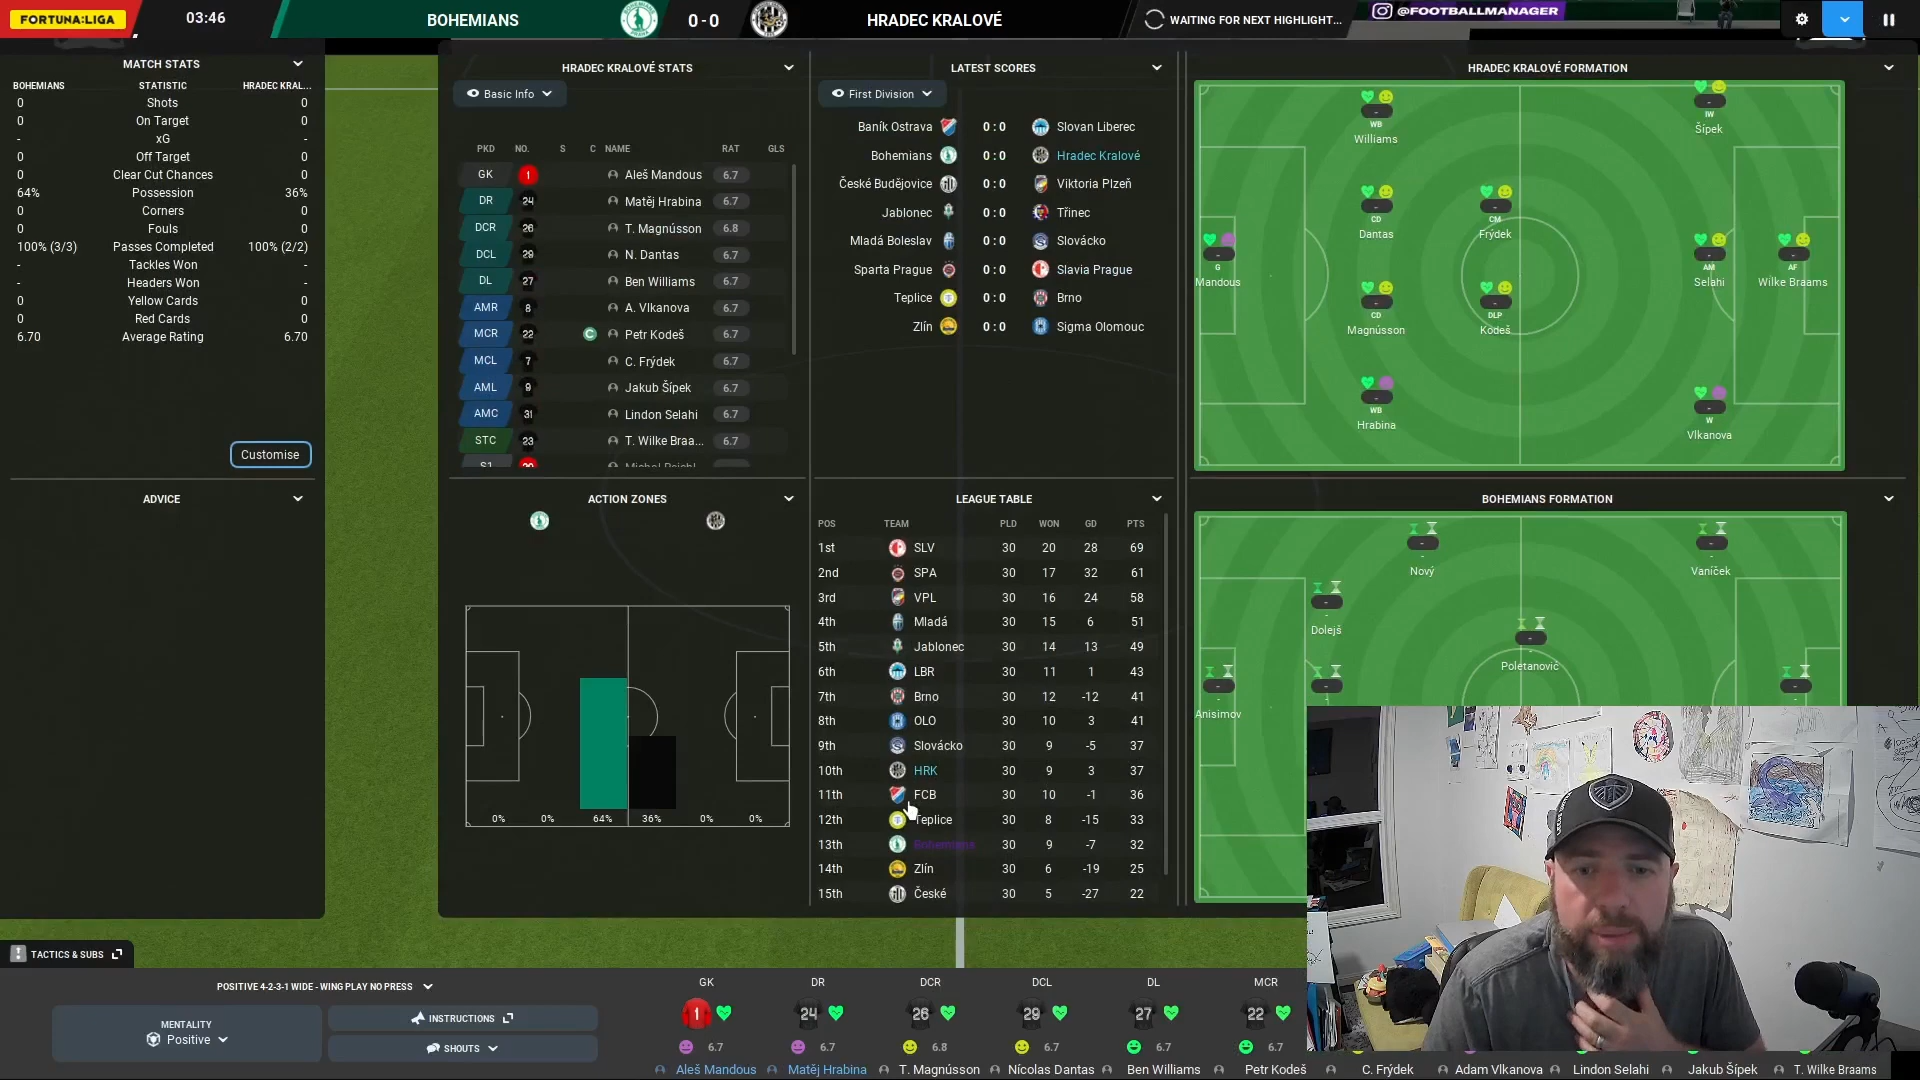 FORTUNA:LIGA
03:46
BOHEMIANS
0 - 0
HRADEC KRALOVÉ
WAITING FOR NEXT HIGHLIGHT...
@FOOTBALLMANAGER
MATCH STATS
BOHEMIANS STATISTIC HRADEC KRAL...
0 Shots 0
0 On Target 0
- xG -
0 Off Target 0
0 Clear Cut Chances 0
64% Possession 36%
0 Corners 0
0 Fouls 0
100% (3/3) Passes Completed 100% (2/2)
- Tackles Won -
- Headers Won -
0 Yellow Cards 0
0 Red Cards 0
6.70 Average Rating 6.70
Customise
ADVICE
HRADEC KRALOVÉ STATS
Basic Info
PKD NO. S C NAME RAT GLS
GK 1 Aleš Mandous 6.7
DR 24 Matěj Hrabina 6.7
DCR 26 T. Magnússon 6.8
DCL 29 N. Dantas 6.7
DL 27 Ben Williams 6.7
AMR 8 A. Vlkanova 6.7
MCR 22 C Petr Kodeš 6.7
MCL 7 C. Frýdek 6.7
AML 9 Jakub Šípek 6.7
AMC 31 Lindon Selahi 6.7
STC 23 T. Wilke Braa... 6.7
LATEST SCORES
First Division
Baník Ostrava 0 : 0 Slovan Liberec
Bohemians 0 : 0 Hradec Kralové
České Budějovice 0 : 0 Viktoria Plzeň
Jablonec 0 : 0 Třinec
Mladá Boleslav 0 : 0 Slovácko
Sparta Prague 0 : 0 Slavia Prague
Teplice 0 : 0 Brno
Zlín 0 : 0 Sigma Olomouc
HRADEC KRALOVÉ FORMATION
WB
Williams
IW
Šípek
CD
Dantas
CM
Frýdek
G
Mandous
AM
Selahi
AF
Wilke Braams
CD
Magnússon
DLP
Kodeš
WB
Hrabina
W
Vlkanova
ACTION ZONES
0% 0% 64% 36% 0% 0%
LEAGUE TABLE
POS TEAM PLD WON GD PTS
1st SLV 30 20 28 69
2nd SPA 30 17 32 61
3rd VPL 30 16 24 58
4th Mladá 30 15 6 51
5th Jablonec 30 14 13 49
6th LBR 30 11 1 43
7th Brno 30 12 -12 41
8th OLO 30 10 3 41
9th Slovácko 30 9 -5 37
10th HRK 30 9 3 37
11th FCB 30 10 -1 36
12th Teplice 30 8 -15 33
13th Bohemians 30 9 -7 32
14th Zlín 30 6 -19 25
15th České 30 5 -27 22
BOHEMIANS FORMATION
Nový
Vaníček
Dolejš
Poletanović
Anisimov
TACTICS & SUBS
POSITIVE 4-2-3-1 WIDE - WING PLAY NO PRESS
MENTALITY
Positive
INSTRUCTIONS
SHOUTS
GK DR DCR DCL DL MCR
1 24 26 29 27 22
6.7 6.7 6.8 6.7 6.7 6.7
Aleš Mandous Matěj Hrabina T. Magnússon Nícolas Dantas Ben Williams Petr Kodeš C. Frýdek Adam Vlkanova Lindon Selahi Jakub Šípek T. Wilke Braams